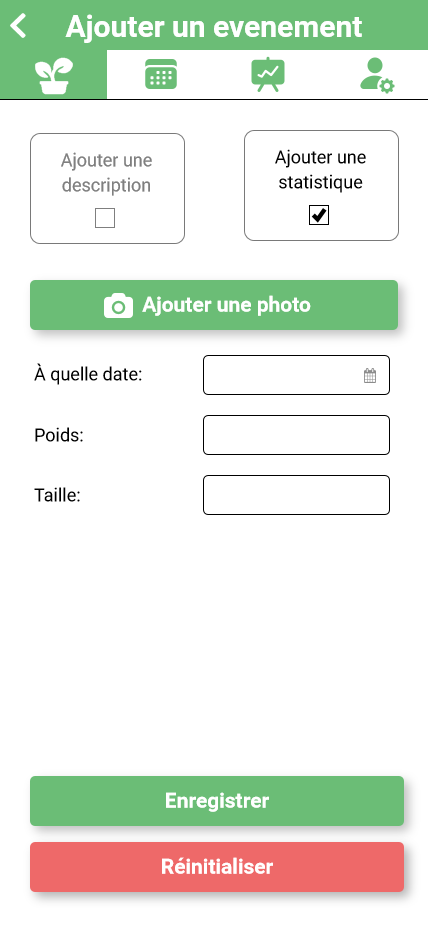 Ajouter un evenement
Ajouter une
description
Ajouter une
statistique
Ajouter une photo
À quelle date:
Poids:
Taille:
Enregistrer
Réinitialiser